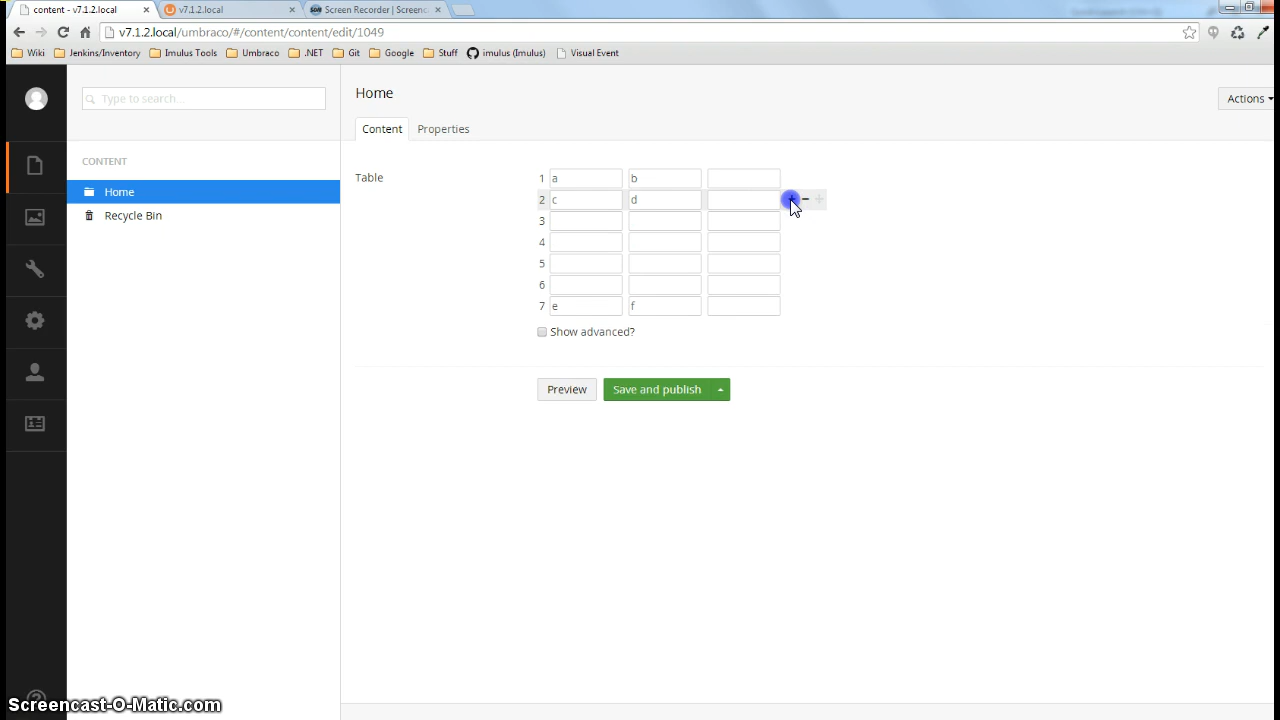 content - v7.1.2.local
v7.1.2.local
Screen Recorder | Screenc
v7.1.2.local/umbraco/#/content/content/edit/1049
Wiki Jenkins/Inventory Imulus Tools Umbraco .NET Git Google Stuff imulus (Imulus) Visual Event
Type to search...
Home
Actions
Content Properties
CONTENT
Home
Recycle Bin
Table
1 a b
2 c d
3
4
5
6
7 e f
Show advanced?
Preview Save and publish
Screencast-O-Matic.com